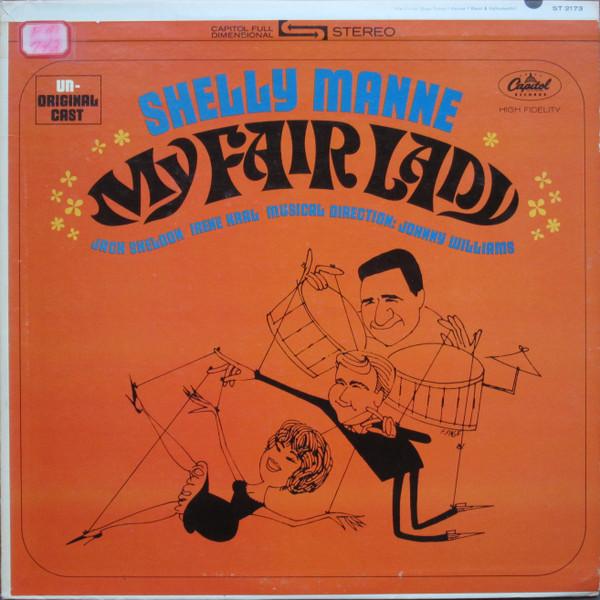 CAPITOL FULL DIMENSIONAL STEREO
ST 2173
UN-ORIGINAL CAST
Capitol
RECORDS
HIGH FIDELITY
SHELLY MANNE
MY FAIR LADY
JACK SHELDON IRENE KRAL MUSICAL DIRECTION: JOHNNY WILLIAMS